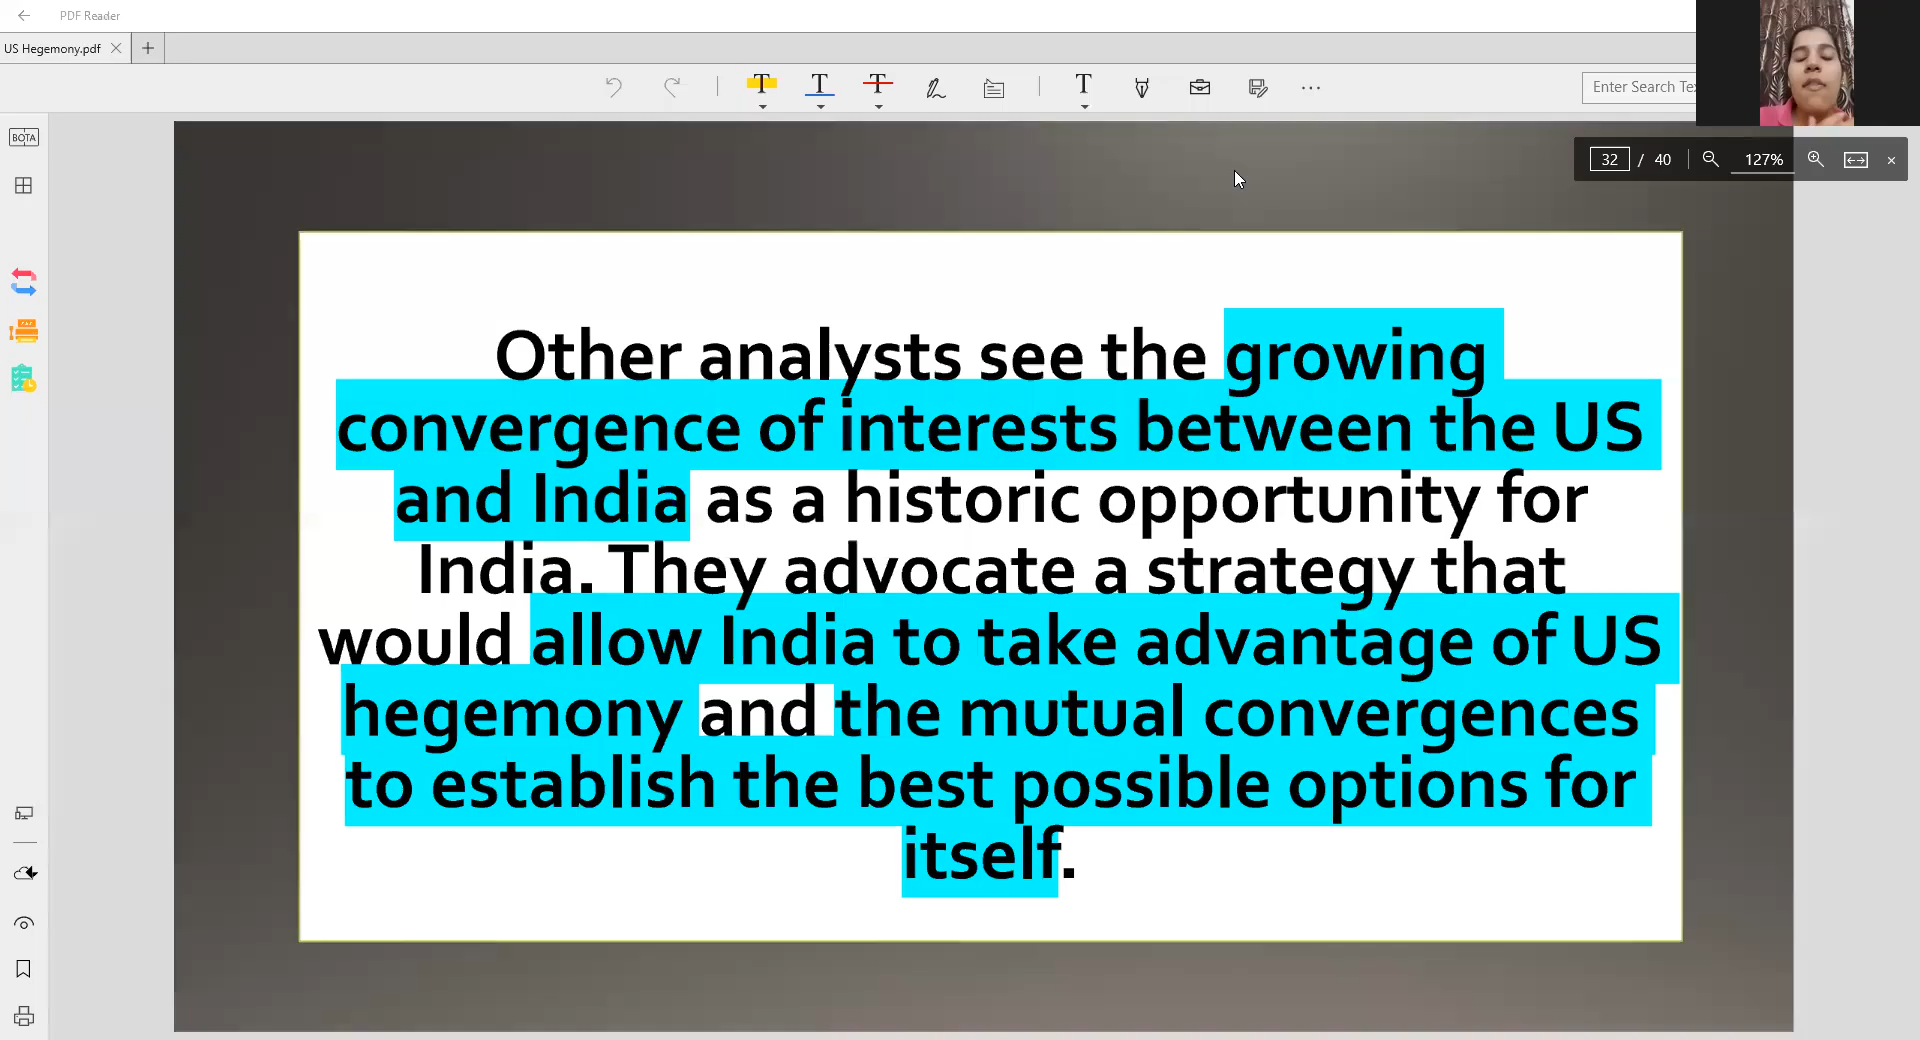 PDF Reader
US Hegemony.pdf
T T T T
Enter Search Tex
BOTA
32 / 40 127%
Other analysts see the growing
convergence of interests between the US
and India as a historic opportunity for
India. They advocate a strategy that
would allow India to take advantage of US
hegemony and the mutual convergences
to establish the best possible options for
itself.